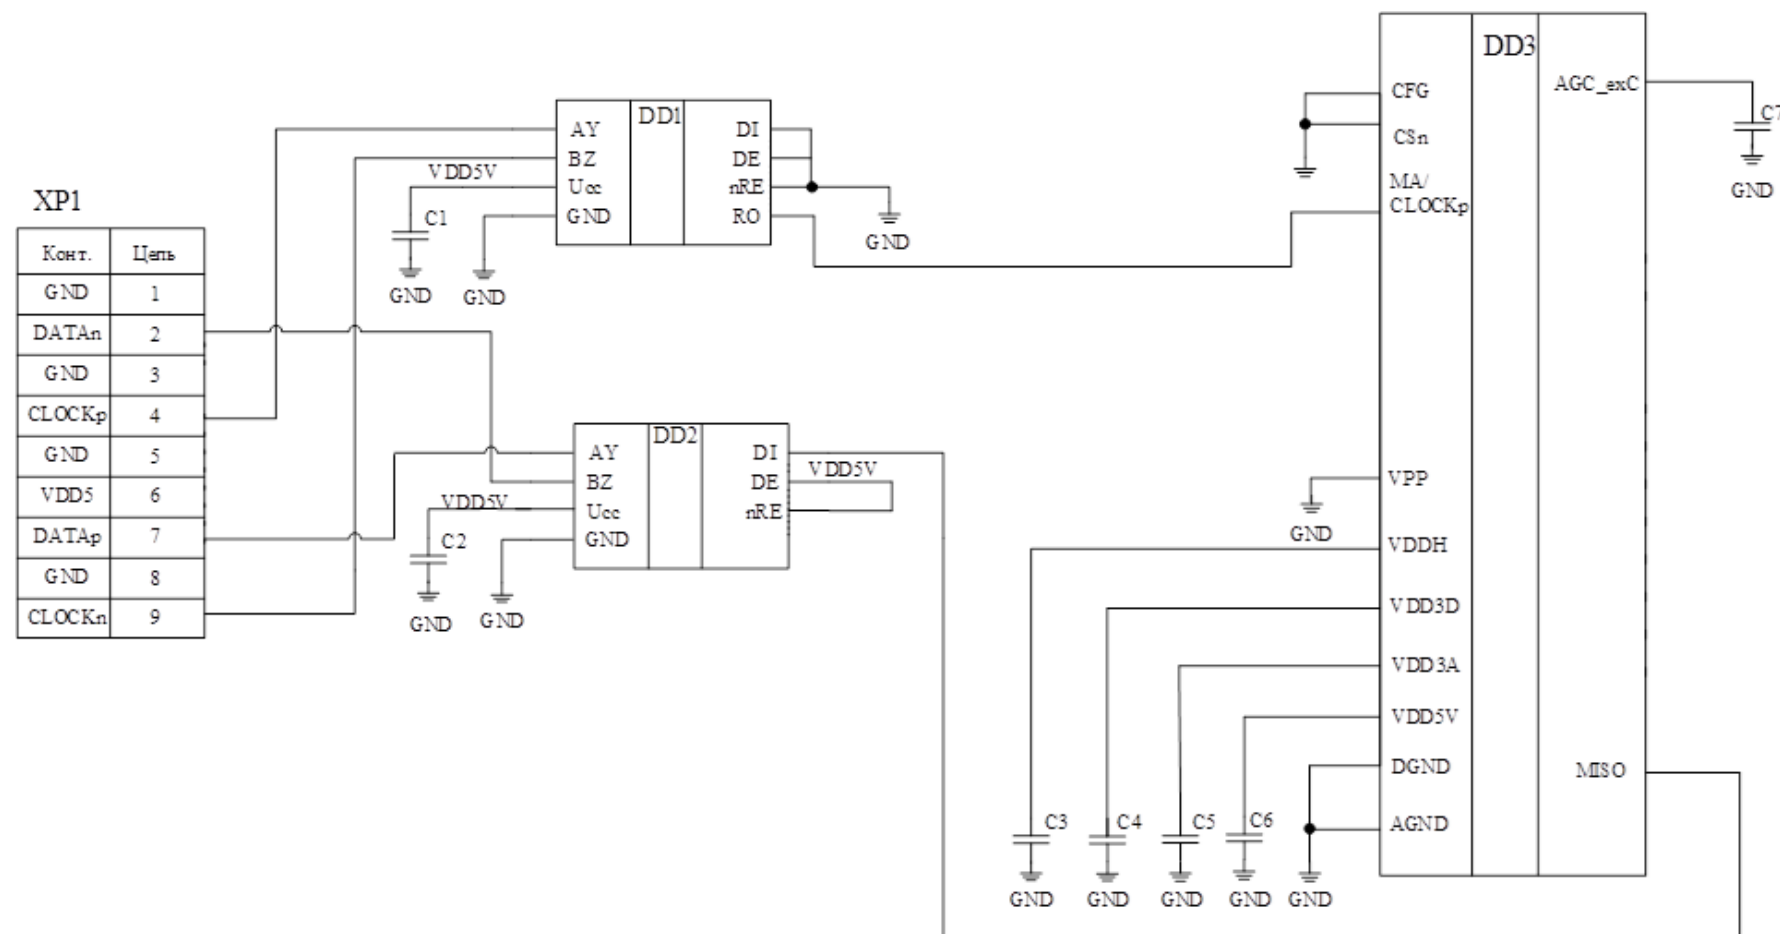 XP1
Конт. Цепь
GND 1
DATAn 2
GND 3
CLOCKp 4
GND 5
VDD5 6
DATAp 7
GND 8
CLOCKn 9
DD1
AY DI
BZ DE
Ucc nRE
GND RO
VDD5V
C1
GND
GND
GND
DD2
AY DI
BZ DE
Ucc nRE
GND
VDD5V
VDD5V
C2
GND
GND
DD3
CFG
CSn
MA/
CLOCKp
VPP
VDDH
VDD3D
VDD3A
VDD5V
DGND
AGND
AGC_exC
MISO
C7
GND
GND
C3 C4 C5 C6
GND GND GND GND GND